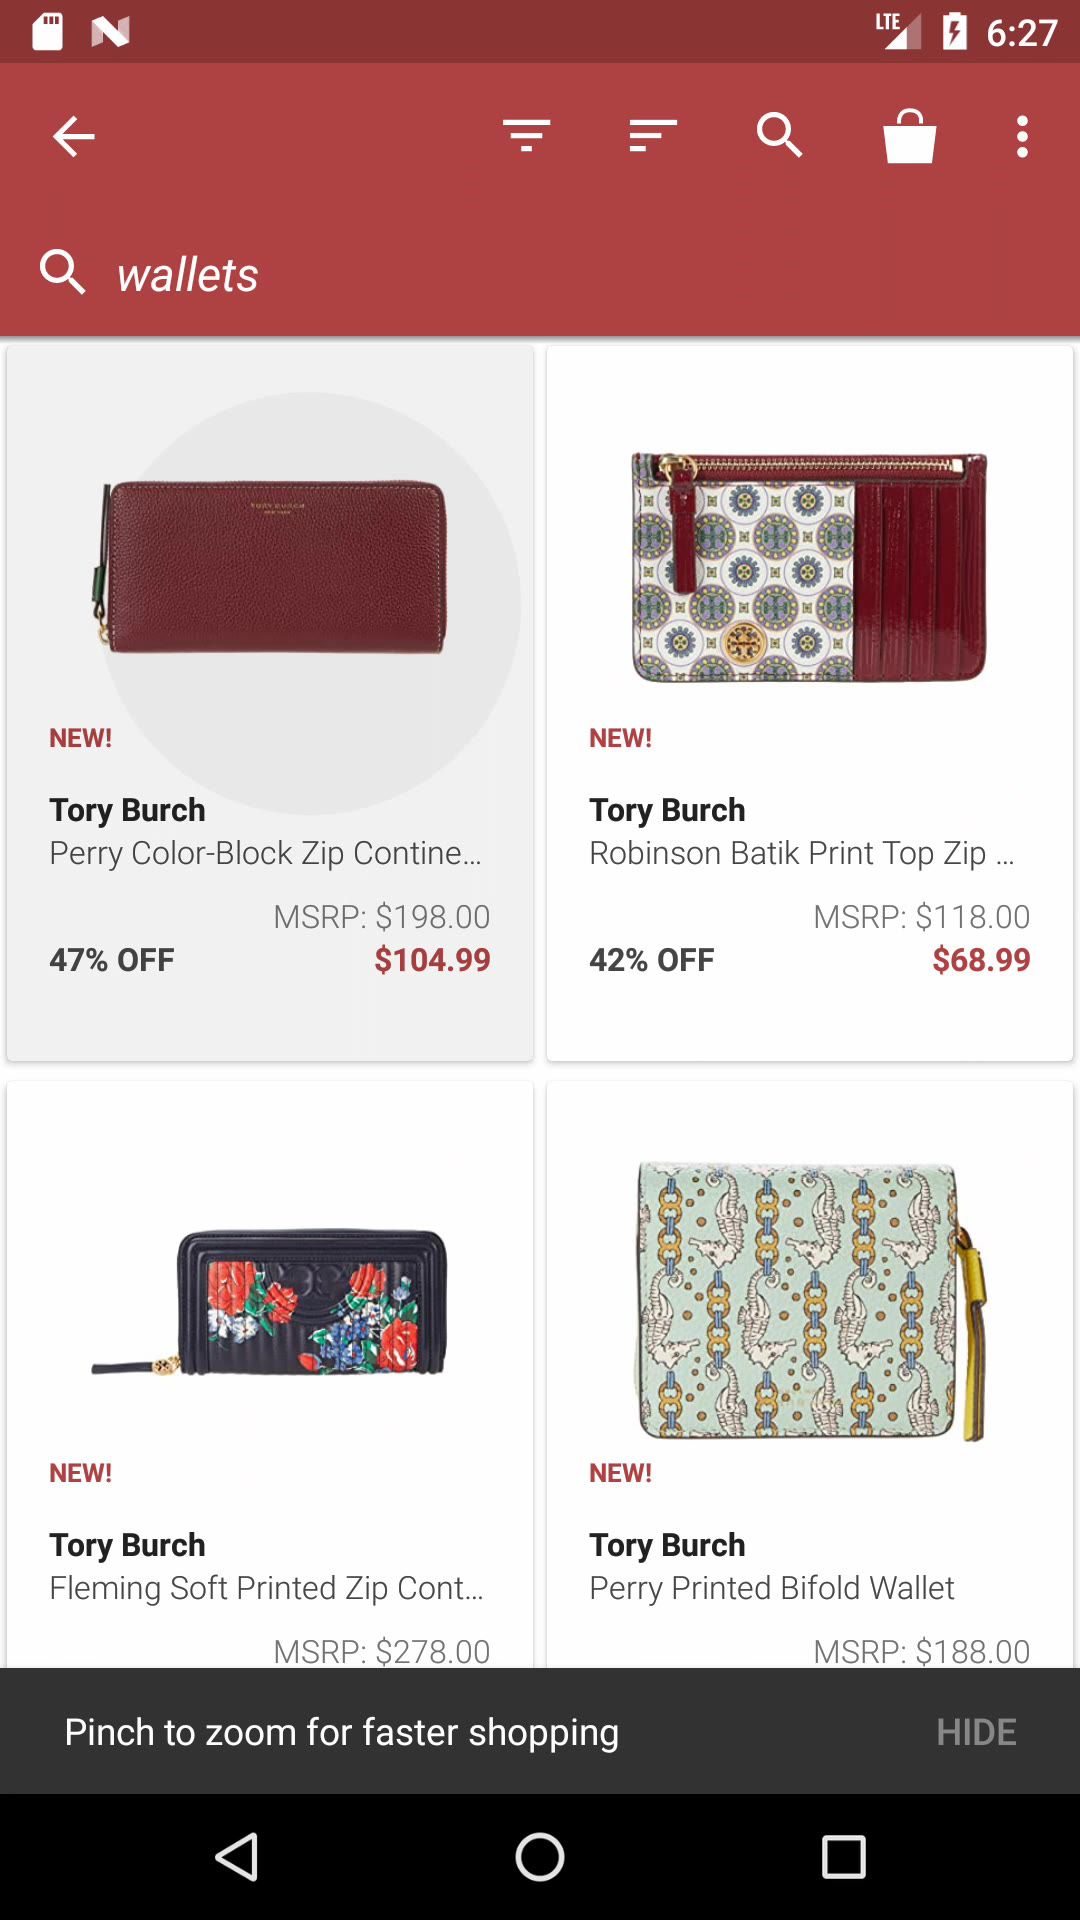 LTE 6:27
wallets
TORY BURCH
NEW!
Tory Burch
Perry Color-Block Zip Contine...
MSRP: $198.00
47% OFF $104.99
NEW!
Tory Burch
Robinson Batik Print Top Zip ...
MSRP: $118.00
42% OFF $68.99
NEW!
Tory Burch
Fleming Soft Printed Zip Cont...
MSRP: $278.00
NEW!
Tory Burch
Perry Printed Bifold Wallet
MSRP: $188.00
Pinch to zoom for faster shopping HIDE